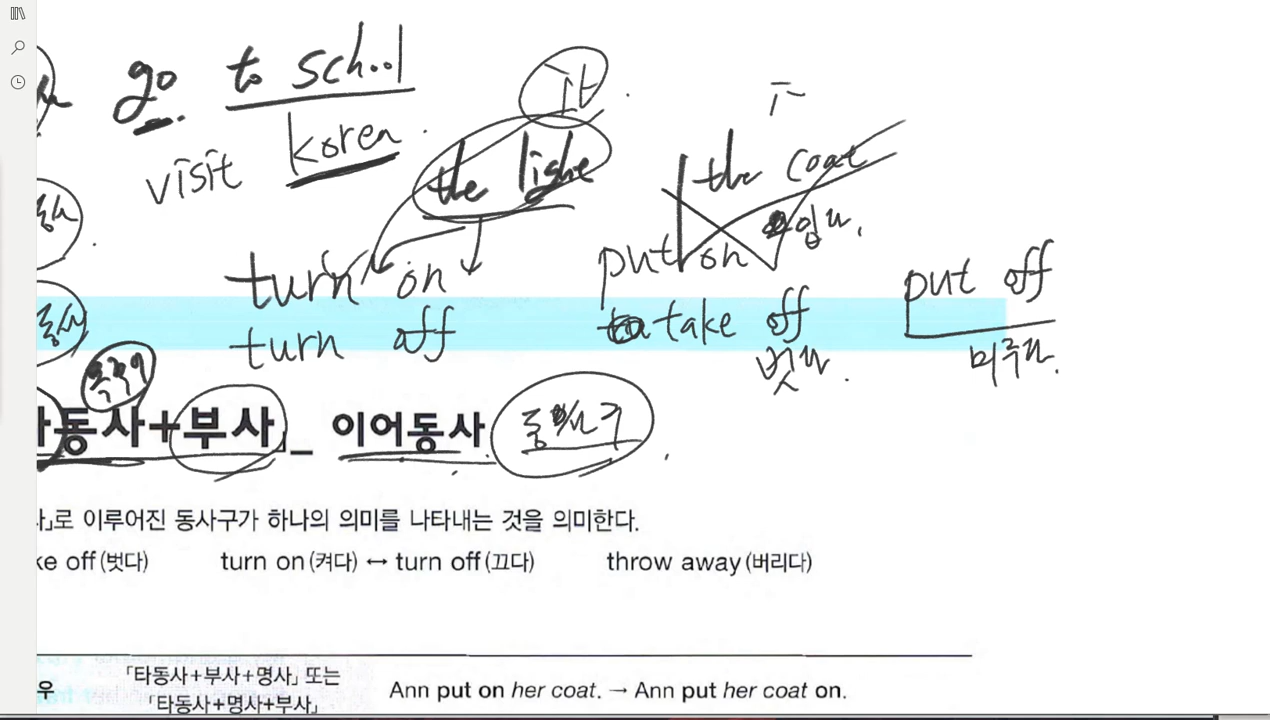 go to school
It
visit korea
the light
the coat
입다.
turn on
put on
put off
turn off
take off
벗다.
미루다.
동사+부사」_ 이어동사 동사구
」로 이루어진 동사구가 하나의 의미를 나타내는 것을 의미한다.
ke off(벗다) turn on(켜다) ↔ turn off(끄다) throw away(버리다)
「타동사+부사+명사」 또는
「타동사+명사+부사」
우
Ann put on her coat. → Ann put her coat on.